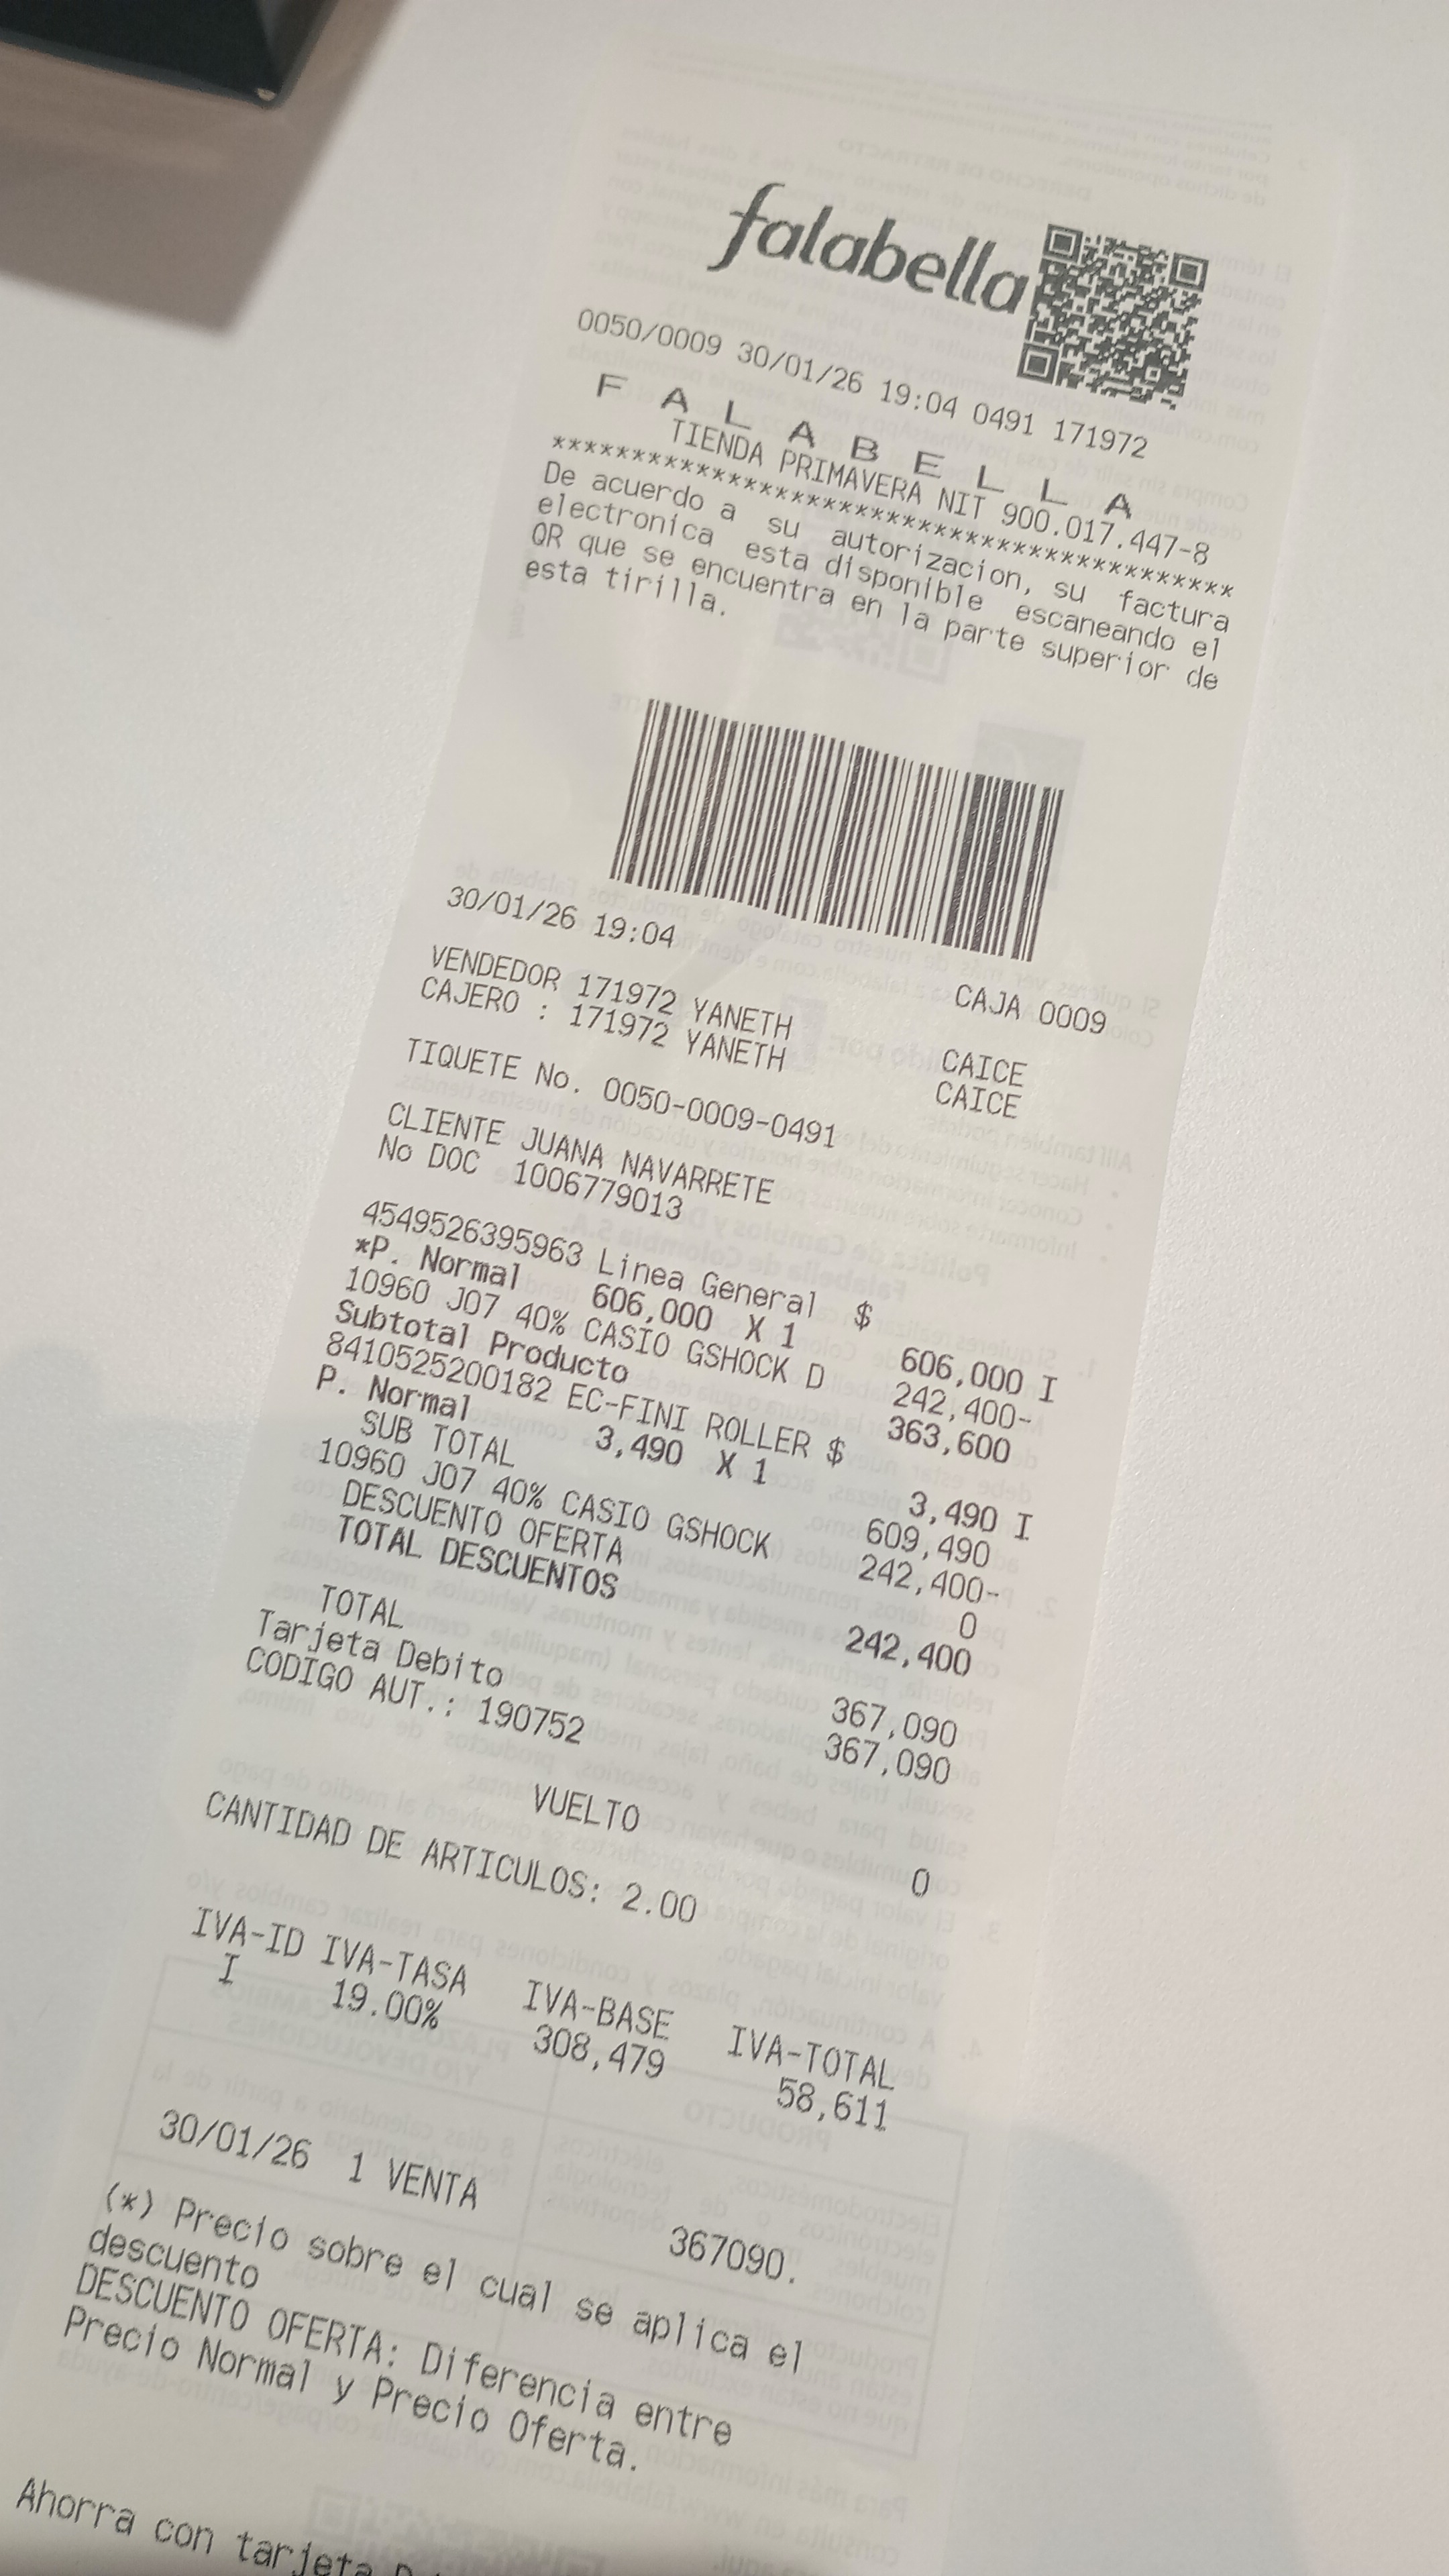 falabella
0050/0009 30/01/26 19:04 0491 171972
F A L A B E L L A
TIENDA PRIMAVERA NIT 900.017.447-8
******************************************
De acuerdo a su autorizacion, su factura
electronica esta disponible escaneando el
QR que se encuentra en la parte superior de
esta tirilla.
30/01/26 19:04 CAJA 0009
VENDEDOR 171972 YANETH CAICE
CAJERO : 171972 YANETH CAICE
TIQUETE No. 0050-0009-0491
CLIENTE JUANA NAVARRETE
No DOC 1006779013
4549526395963 Linea General $
*P. Normal 606,000 X 1 606,000 I
10960 J07 40% CASIO GSHOCK D 242,400-
Subtotal Producto 363,600
8410525200182 EC-FINI ROLLER $
P. Normal 3,490 X 1 3,490 I
SUB TOTAL 609,490
10960 J07 40% CASIO GSHOCK 242,400-
DESCUENTO OFERTA 0
TOTAL DESCUENTOS 242,400
TOTAL 367,090
Tarjeta Debito 367,090
CODIGO AUT.: 190752
VUELTO 0
CANTIDAD DE ARTICULOS: 2.00
IVA-ID IVA-TASA IVA-BASE IVA-TOTAL
I 19.00% 308,479 58,611
30/01/26 1 VENTA 367090.
(*) Precio sobre el cual se aplica el
descuento
DESCUENTO OFERTA: Diferencia entre
Precio Normal y Precio Oferta.
Ahorra con tarjeta